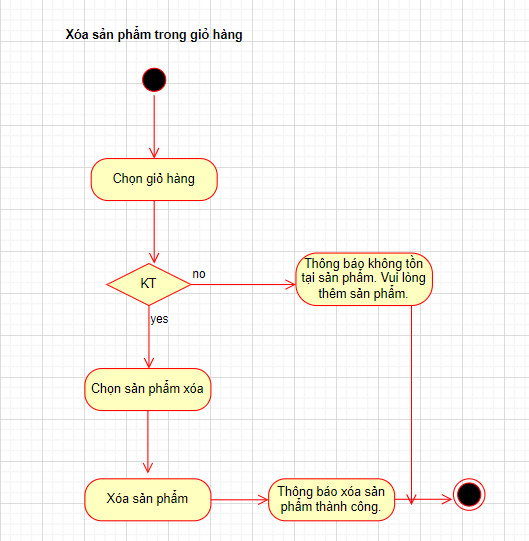 Xóa sản phẩm trong giỏ hàng
Chọn giỏ hàng
KT
no
Thông báo không tồn
tại sản phẩm. Vui lòng
thêm sản phẩm.
yes
Chọn sản phẩm xóa
Xóa sản phẩm
Thông báo xóa sản
phẩm thành công.